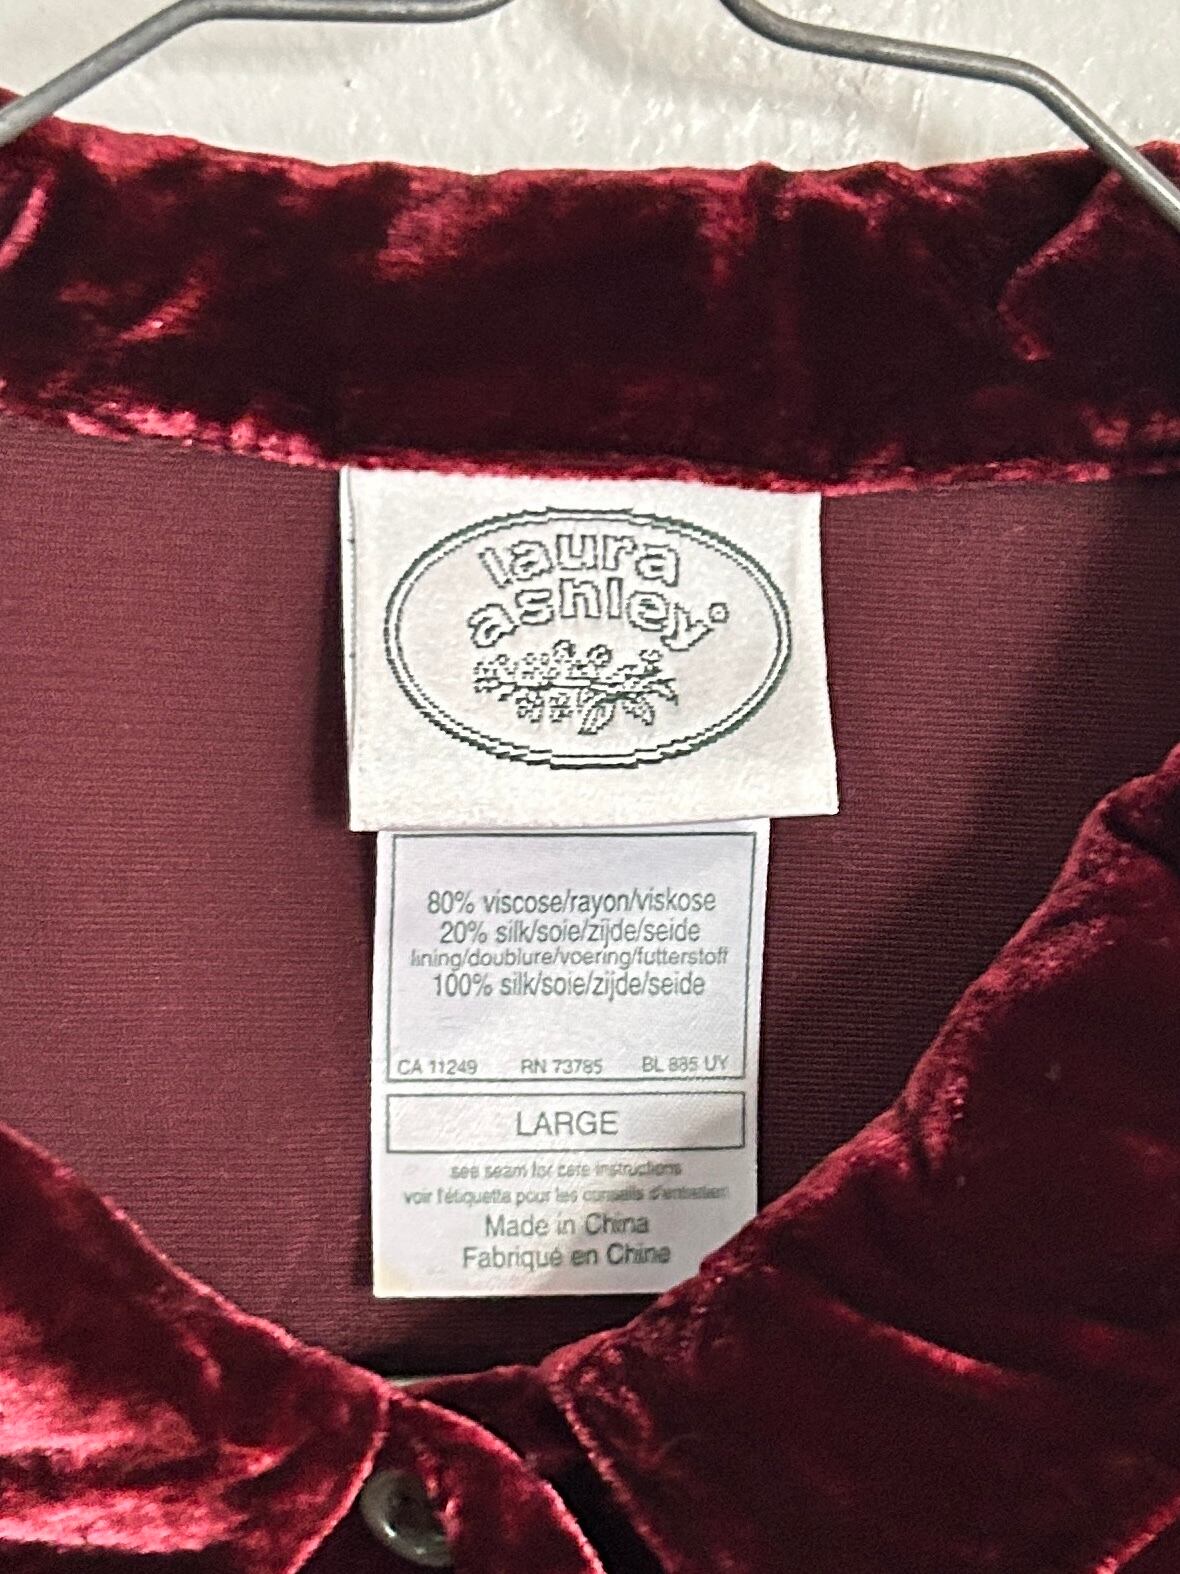 laura
ashley®
80% viscose/rayon/viskose
20% silk/soie/zijde/seide
lining/doublure/voering/futterstoff
100% silk/soie/zijde/seide
CA 11249 RN 73785 BL 885 UY
LARGE
see seam for care instructions
voir l'étiquette pour les conseils d'entretien
Made in China
Fabriqué en Chine